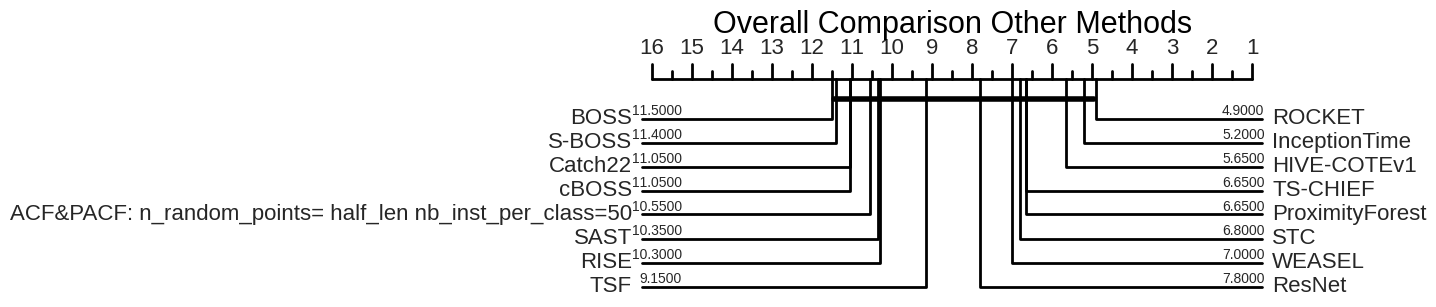 Overall Comparison Other Methods
16 15 14 13 12 11 10 9 8 7 6 5 4 3 2 1
BOSS 11.5000 4.9000 ROCKET
S-BOSS 11.4000 5.2000 InceptionTime
Catch22 11.0500 5.6500 HIVE-COTEv1
cBOSS 11.0500 6.6500 TS-CHIEF
ACF&PACF: n_random_points= half_len nb_inst_per_class=50 10.5500 6.6500 ProximityForest
SAST 10.3500 6.8000 STC
RISE 10.3000 7.0000 WEASEL
TSF 9.1500 7.8000 ResNet